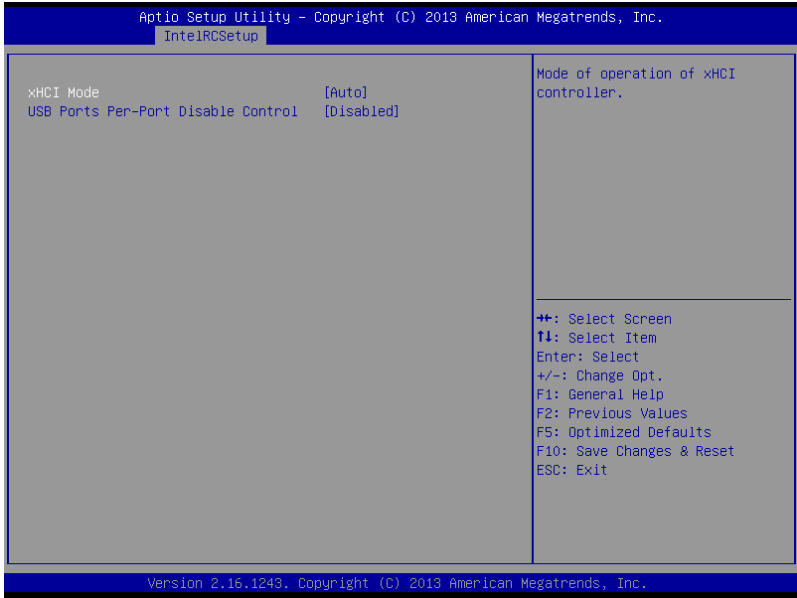 Aptio Setup Utility – Copyright (C) 2013 American Megatrends, Inc.
IntelRCSetup
xHCI Mode [Auto]
USB Ports Per-Port Disable Control [Disabled]
Mode of operation of xHCI
controller.
→←: Select Screen
↑↓: Select Item
Enter: Select
+/-: Change Opt.
F1: General Help
F2: Previous Values
F5: Optimized Defaults
F10: Save Changes & Reset
ESC: Exit
Version 2.16.1243. Copyright (C) 2013 American Megatrends, Inc.